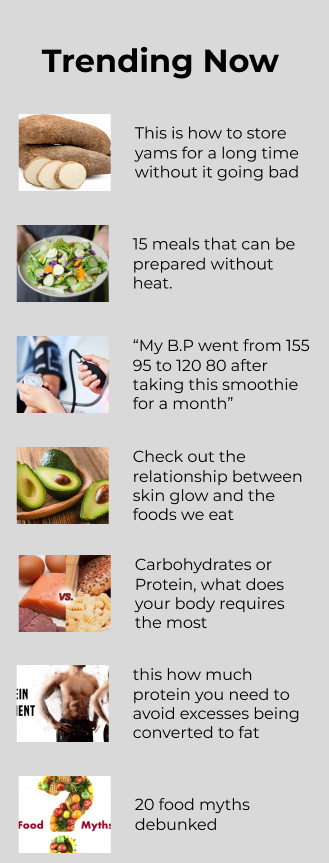 Trending Now
This is how to store
yams for a long time
without it going bad
15 meals that can be
prepared without
heat.
“My B.P went from 155
95 to 120 80 after
taking this smoothie
for a month”
Check out the
relationship between
skin glow and the
foods we eat
VS.
Carbohydrates or
Protein, what does
your body requires
the most
EIN
IENT
this how much
protein you need to
avoid excesses being
converted to fat
Food Myths
20 food myths
debunked